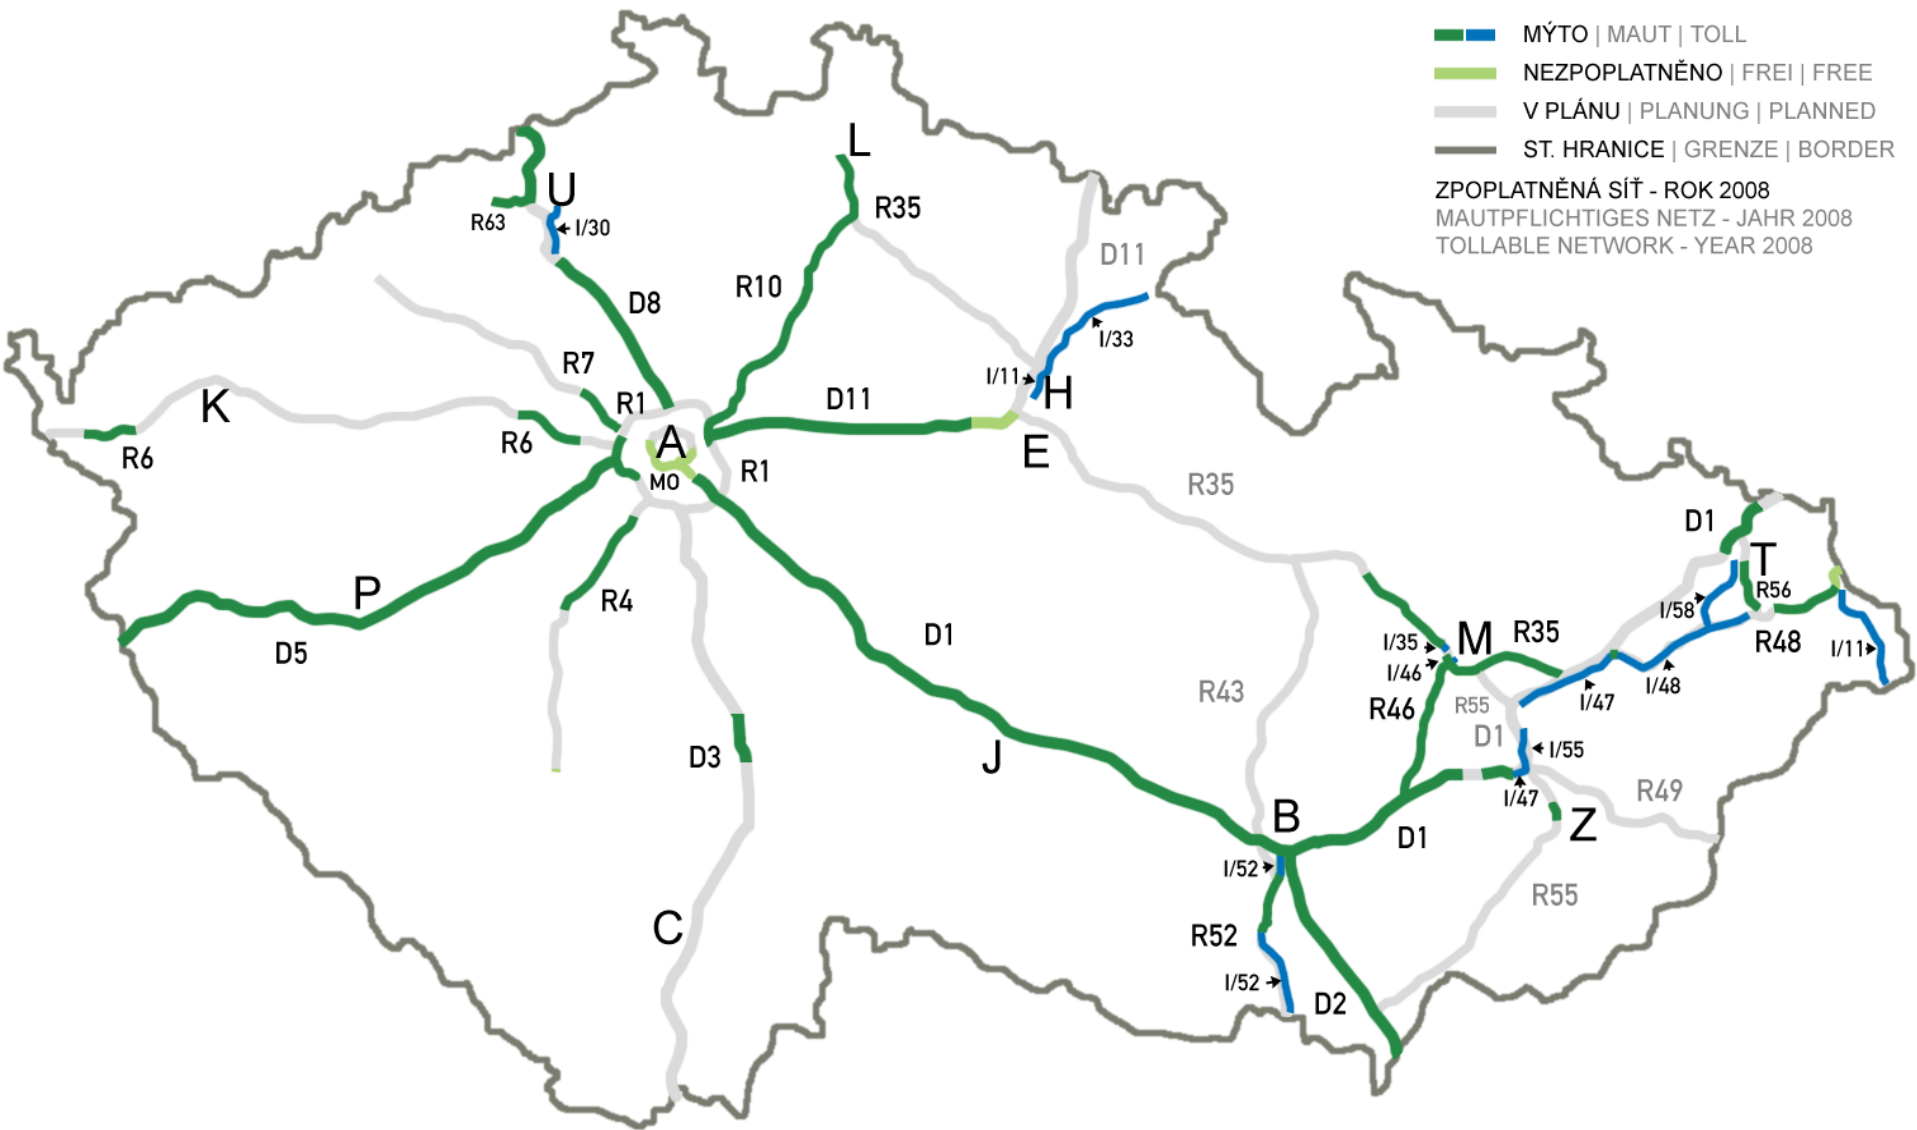 MÝTO | MAUT | TOLL
NEZPOPLATNĚNO | FREI | FREE
V PLÁNU | PLANUNG | PLANNED
ST. HRANICE | GRENZE | BORDER
ZPOPLATNĚNÁ SÍŤ - ROK 2008
MAUTPFLICHTIGES NETZ - JAHR 2008
TOLLABLE NETWORK - YEAR 2008
L
U
R63
I/30
R35
D11
R10
D8
I/33
R7
I/11
H
K
R1
D11
R6
R6
A
E
MO
R1
R35
D1
T
P
R4
R56
I/58
D5
D1
I/35
M
R35
R48
I/11
I/46
R43
R46
R55
I/48
I/47
D3
J
D1
I/55
I/47
R49
B
D1
Z
I/52
R55
C
R52
I/52
D2